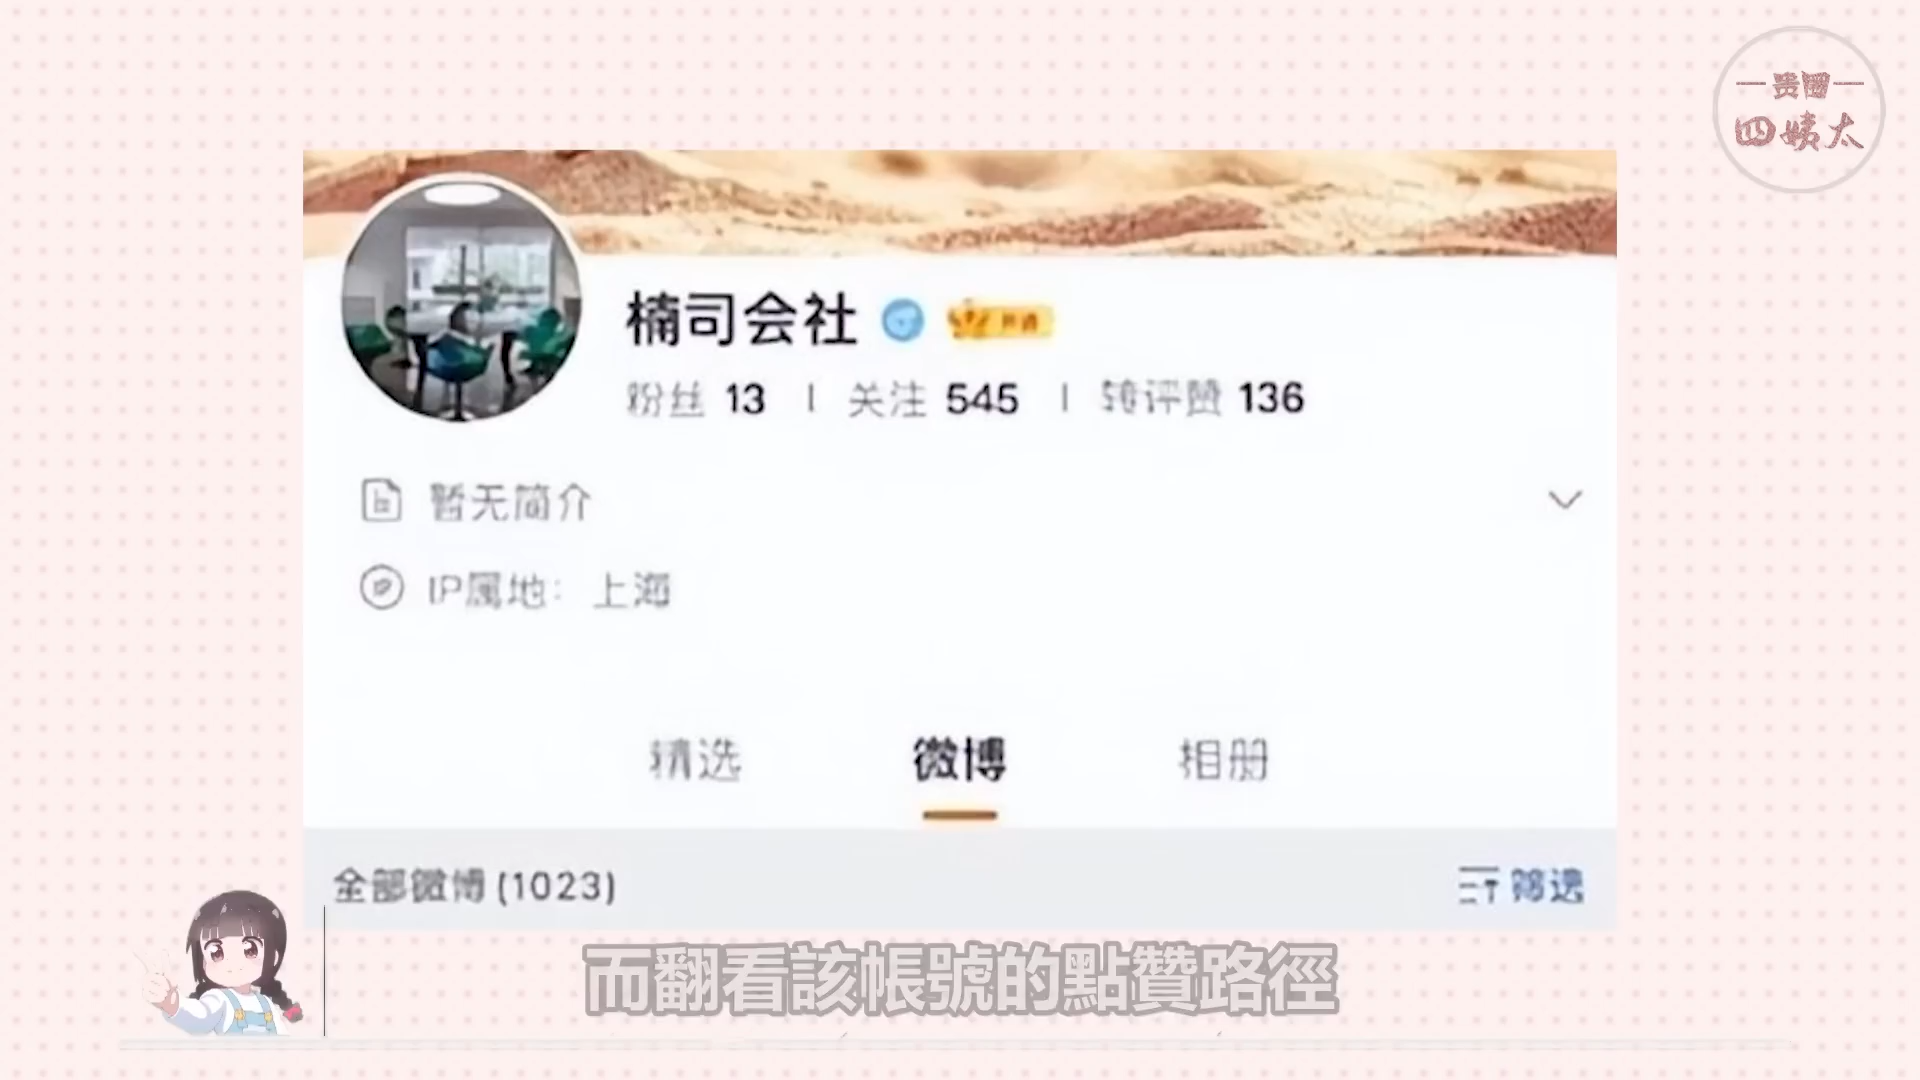 贵圈
四姨太
楠司会社
粉丝 13 | 关注 545 | 转评赞 136
暂无简介
IP属地: 上海
精选 微博 相册
全部微博 (1023) 筛选
而翻看該帳號的點贊路徑